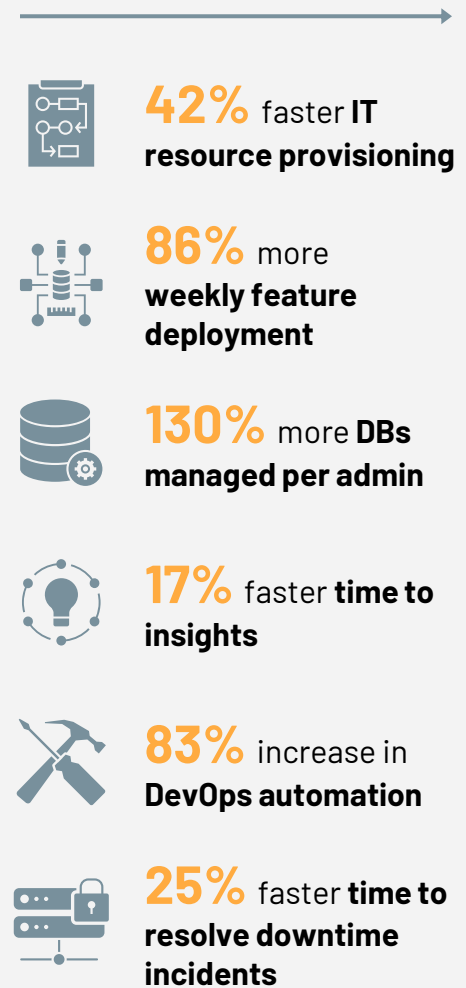 42% faster IT
resource provisioning
86% more
weekly feature
deployment
130% more DBs
managed per admin
17% faster time to
insights
83% increase in
DevOps automation
25% faster time to
resolve downtime
incidents